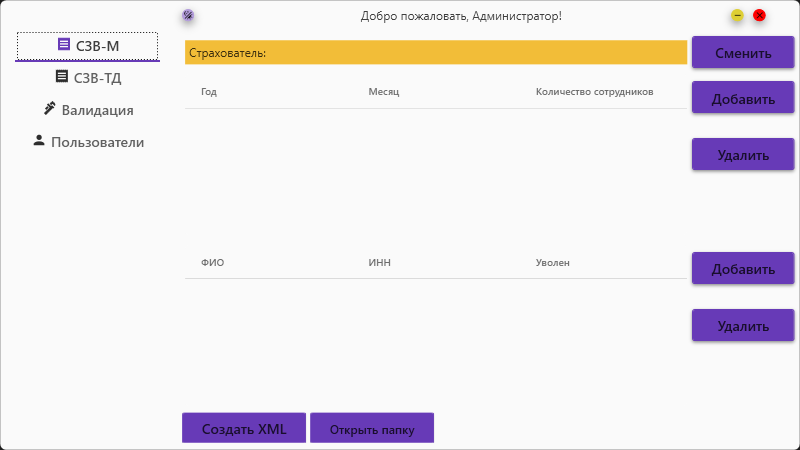 Добро пожаловать, Администратор!
СЗВ-М
СЗВ-ТД
Валидация
Пользователи
Страхователь:
Сменить
Год Месяц Количество сотрудников
Добавить
Удалить
ФИО ИНН Уволен
Добавить
Удалить
Создать XML Открыть папку